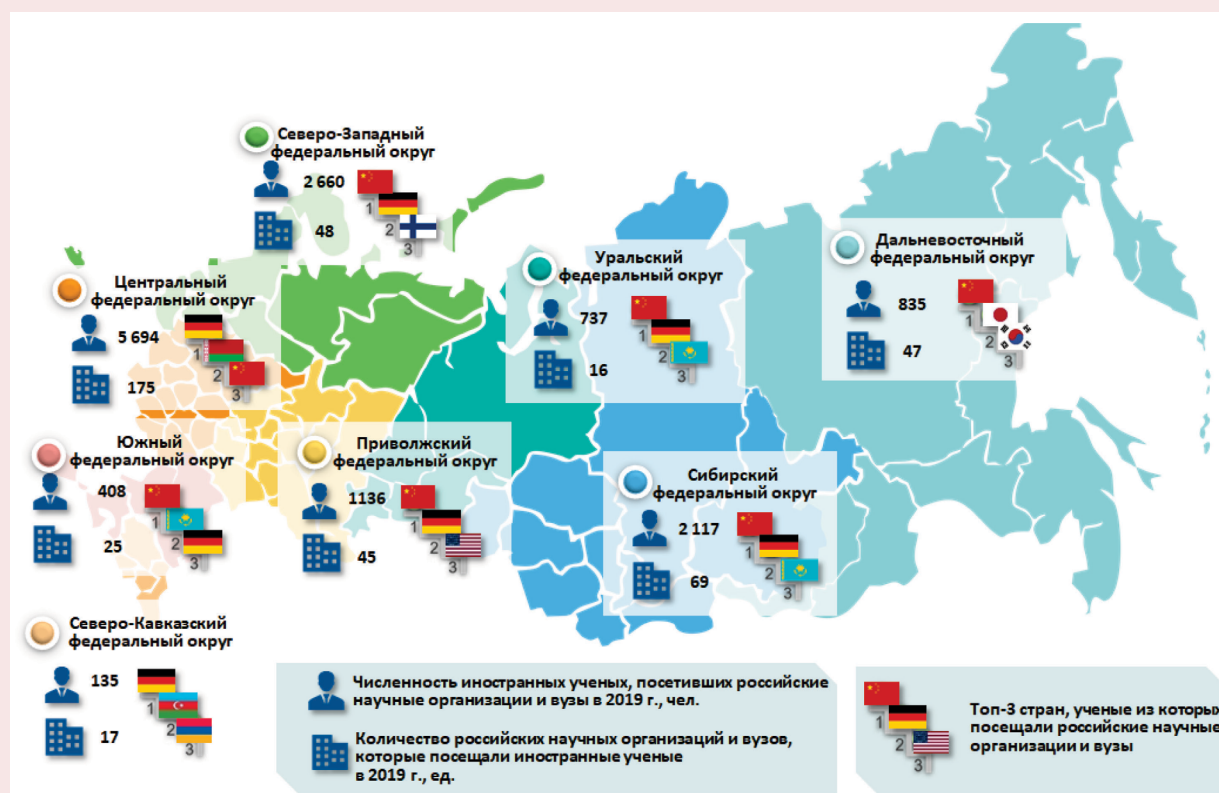 Северо-Западный
федеральный округ
2 660
1
2
3
48
Центральный
федеральный округ
5 694
1
2
3
175
Уральский
федеральный округ
737
1
2
3
16
Дальневосточный
федеральный округ
835
1
2
3
47
Южный
федеральный округ
408
1
2
3
25
Приволжский
федеральный округ
1136
1
2
3
45
Сибирский
федеральный округ
2 117
1
2
3
69
Северо-Кавказский
федеральный округ
135
1
2
3
17
Численность иностранных ученых, посетивших российские
научные организации и вузы в 2019 г., чел.
Количество российских научных организаций и вузов,
которые посещали иностранные ученые
в 2019 г., ед.
1
2
3
Топ-3 стран, ученые из которых
посещали российские научные
организации и вузы